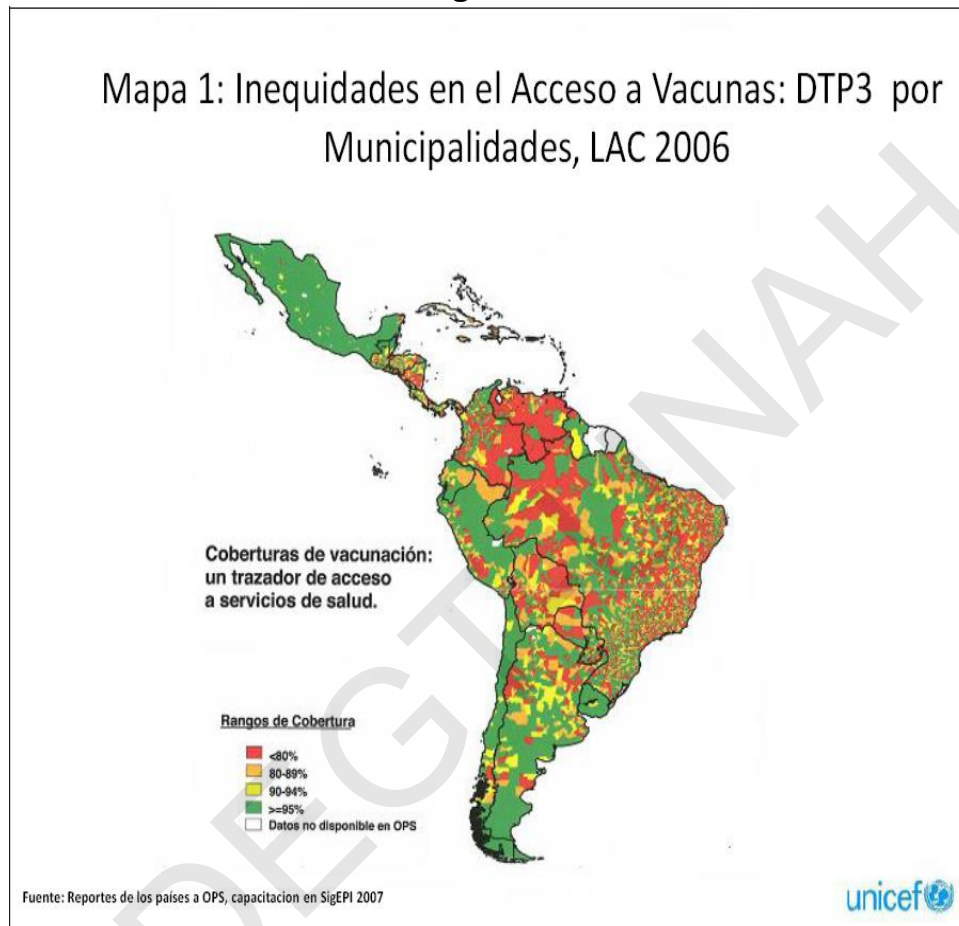 Mapa 1: Inequidades en el Acceso a Vacunas: DTP3 por
Municipalidades, LAC 2006
Coberturas de vacunación:
un trazador de acceso
a servicios de salud.
Rangos de Cobertura
<80%
80-89%
90-94%
>=95%
Datos no disponible en OPS
Fuente: Reportes de los países a OPS, capacitacion en SigEPI 2007
unicef